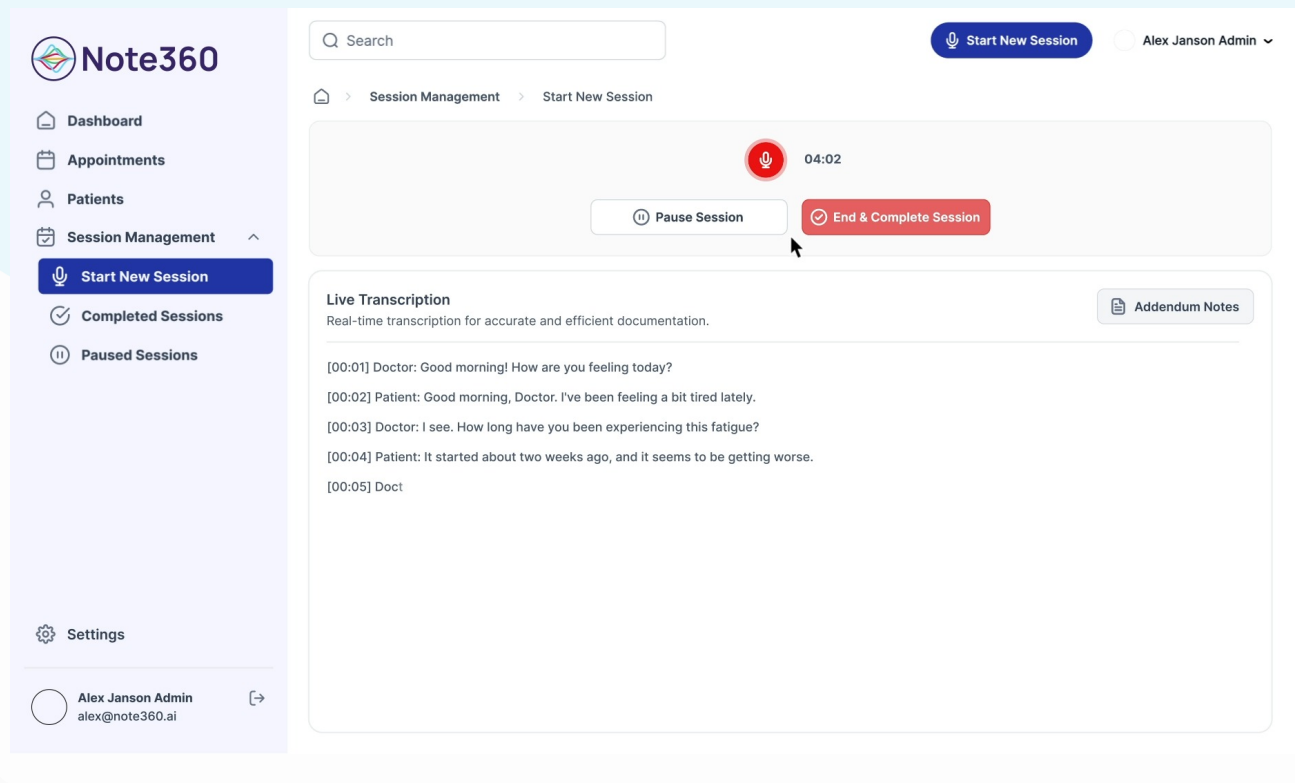 Note360
Search
Start New Session
Alex Janson Admin
Dashboard
Appointments
Patients
Session Management
Start New Session
Completed Sessions
Paused Sessions
Settings
Alex Janson Admin
alex@note360.ai
Session Management > Start New Session
04:02
Pause Session
End & Complete Session
Live Transcription
Real-time transcription for accurate and efficient documentation.
Addendum Notes
[00:01] Doctor: Good morning! How are you feeling today?
[00:02] Patient: Good morning, Doctor. I've been feeling a bit tired lately.
[00:03] Doctor: I see. How long have you been experiencing this fatigue?
[00:04] Patient: It started about two weeks ago, and it seems to be getting worse.
[00:05] Doct